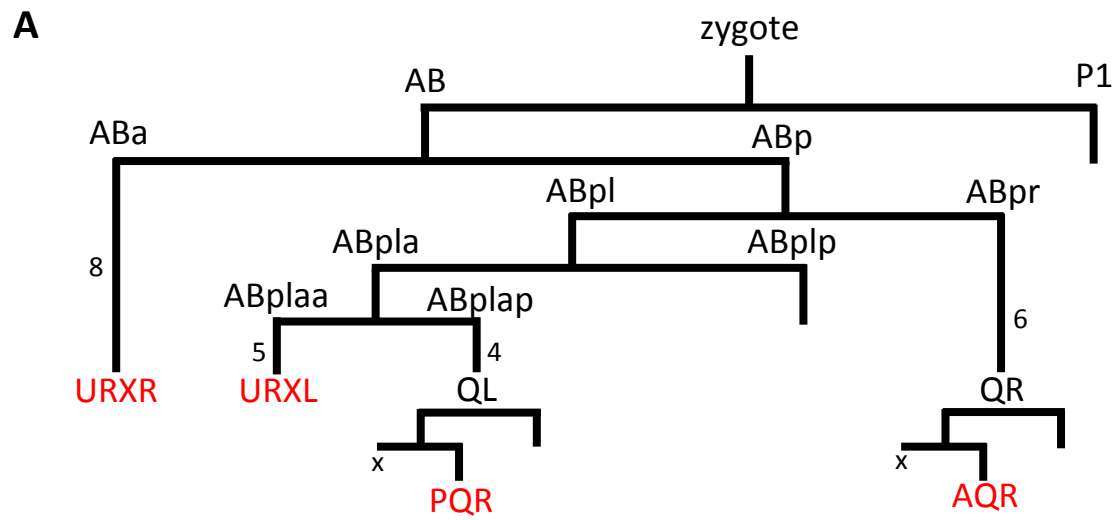 A
zygote
AB
P1
ABa
ABp
ABpl
ABpr
ABpla
ABplp
8
ABplaa
ABplap
6
5
4
URXR
URXL
QL
QR
x
x
PQR
AQR